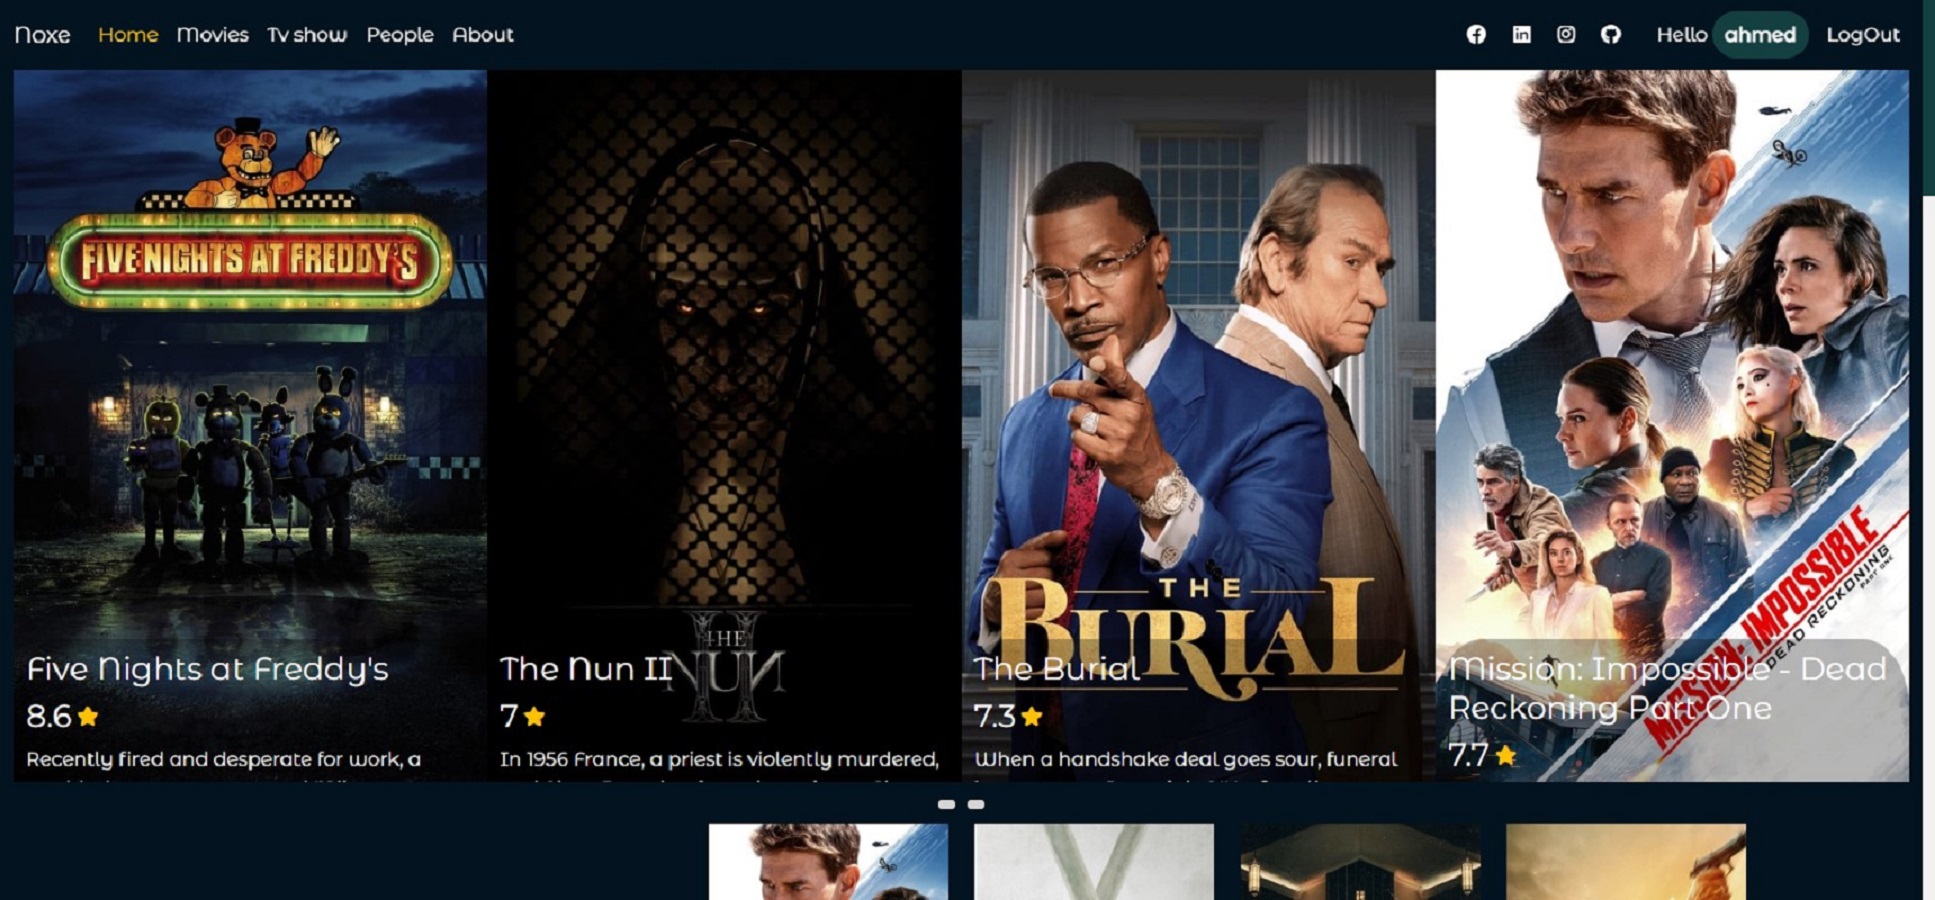 Noxe Home Movies Tv show People About Hello ahmed LogOut
FIVE NIGHTS AT FREDDY'S
Five Nights at Freddy's
8.6
Recently fired and desperate for work, a
THE
NUN
II
The Nun II
7
In 1956 France, a priest is violently murdered,
THE
BURIAL
The Burial
7.3
When a handshake deal goes sour, funeral
MISSION: IMPOSSIBLE
DEAD RECKONING
PART ONE
Mission: Impossible - Dead
Reckoning Part One
7.7